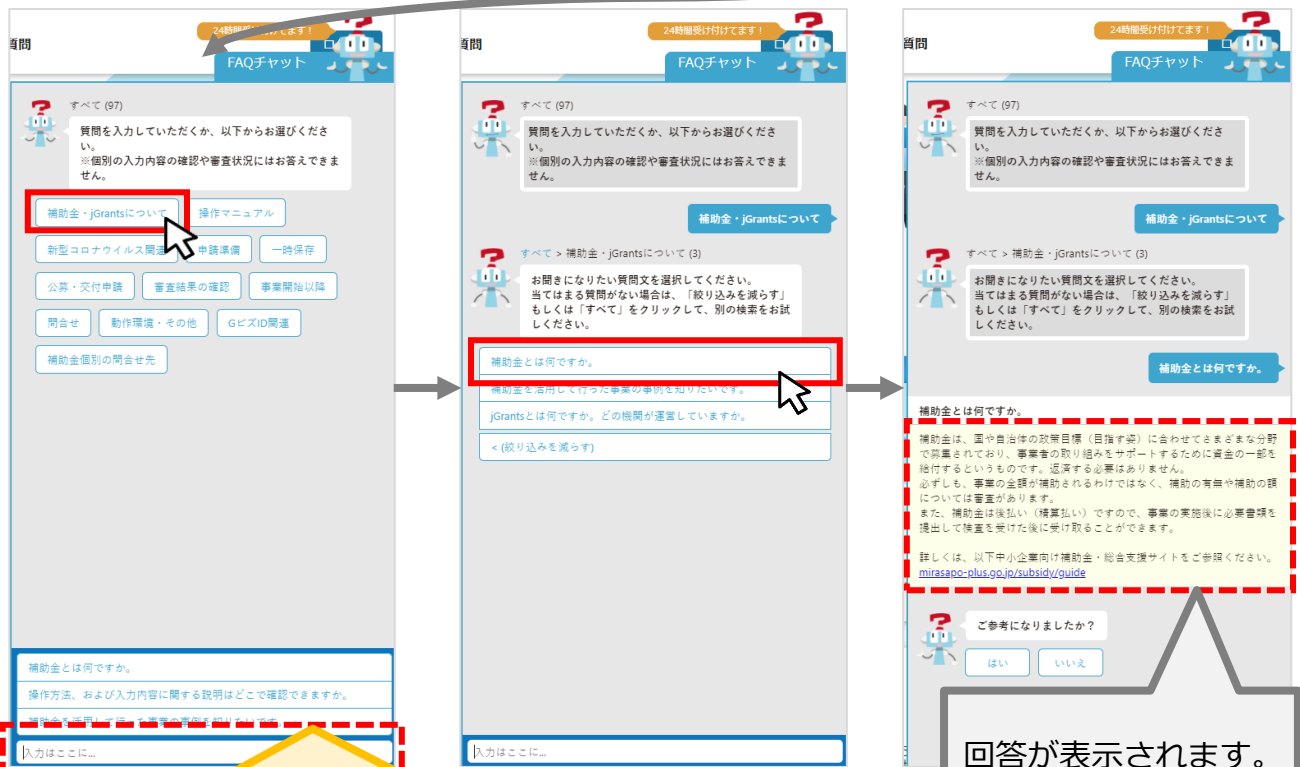 質問
24時間受け付けてます！
FAQチャット
すべて (97)
質問を入力していただくか、以下からお選びくださ
い。
※個別の入力内容の確認や審査状況にはお答えできま
せん。
補助金・jGrantsについて
操作マニュアル
新型コロナウイルス関連
申請準備
一時保存
公募・交付申請
審査結果の確認
事業開始以降
問合せ
動作環境・その他
GビズID関連
補助金個別の問合せ先
補助金とは何ですか。
操作方法、および入力内容に関する説明はどこで確認できますか。
補助金を活用して行った事業の事例を知りたいです。
入力はここに...
質問
24時間受け付けてます！
FAQチャット
すべて (97)
質問を入力していただくか、以下からお選びくださ
い。
※個別の入力内容の確認や審査状況にはお答えできま
せん。
補助金・jGrantsについて
すべて > 補助金・jGrantsについて (3)
お聞きになりたい質問文を選択してください。
当てはまる質問がない場合は、「絞り込みを減らす」
もしくは「すべて」をクリックして、別の検索をお試
しください。
補助金とは何ですか。
補助金を活用して行った事業の事例を知りたいです。
jGrantsとは何ですか。どの機関が運営していますか。
< (絞り込みを減らす)
入力はここに...
質問
24時間受け付けてます！
FAQチャット
すべて (97)
質問を入力していただくか、以下からお選びくださ
い。
※個別の入力内容の確認や審査状況にはお答えできま
せん。
補助金・jGrantsについて
すべて > 補助金・jGrantsについて (3)
お聞きになりたい質問文を選択してください。
当てはまる質問がない場合は、「絞り込みを減らす」
もしくは「すべて」をクリックして、別の検索をお試
しください。
補助金とは何ですか。
補助金とは何ですか。
補助金は、国や自治体の政策目標（目指す姿）に合わせてさまざまな分野
で募集されており、事業者の取り組みをサポートするために資金の一部を
給付するというものです。返済する必要はありません。
必ずしも、事業の全額が補助されるわけではなく、補助の有無や補助の額
については審査があります。
また、補助金は後払い（精算払い）ですので、事業の実施後に必要書類を
提出して検査を受けた後に受け取ることができます。
詳しくは、以下中小企業向け補助金・総合支援サイトをご参照ください。
mirasapo-plus.go.jp/subsidy/guide
ご参考になりましたか？
はい
いいえ
回答が表示されます。